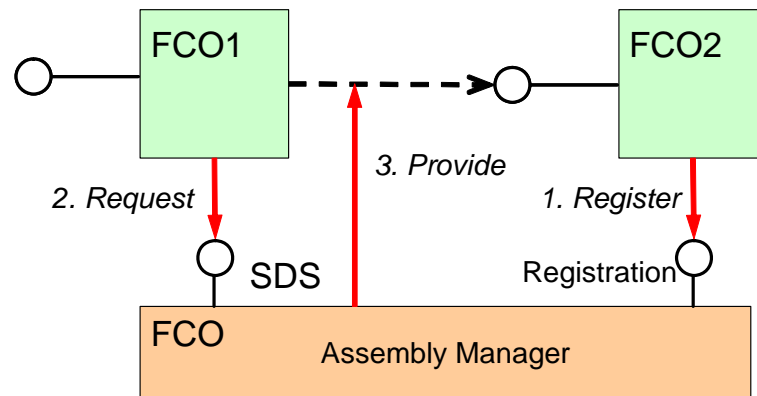 FCO1
FCO2
3. Provide
2. Request
1. Register
SDS
Registration
FCO
Assembly Manager